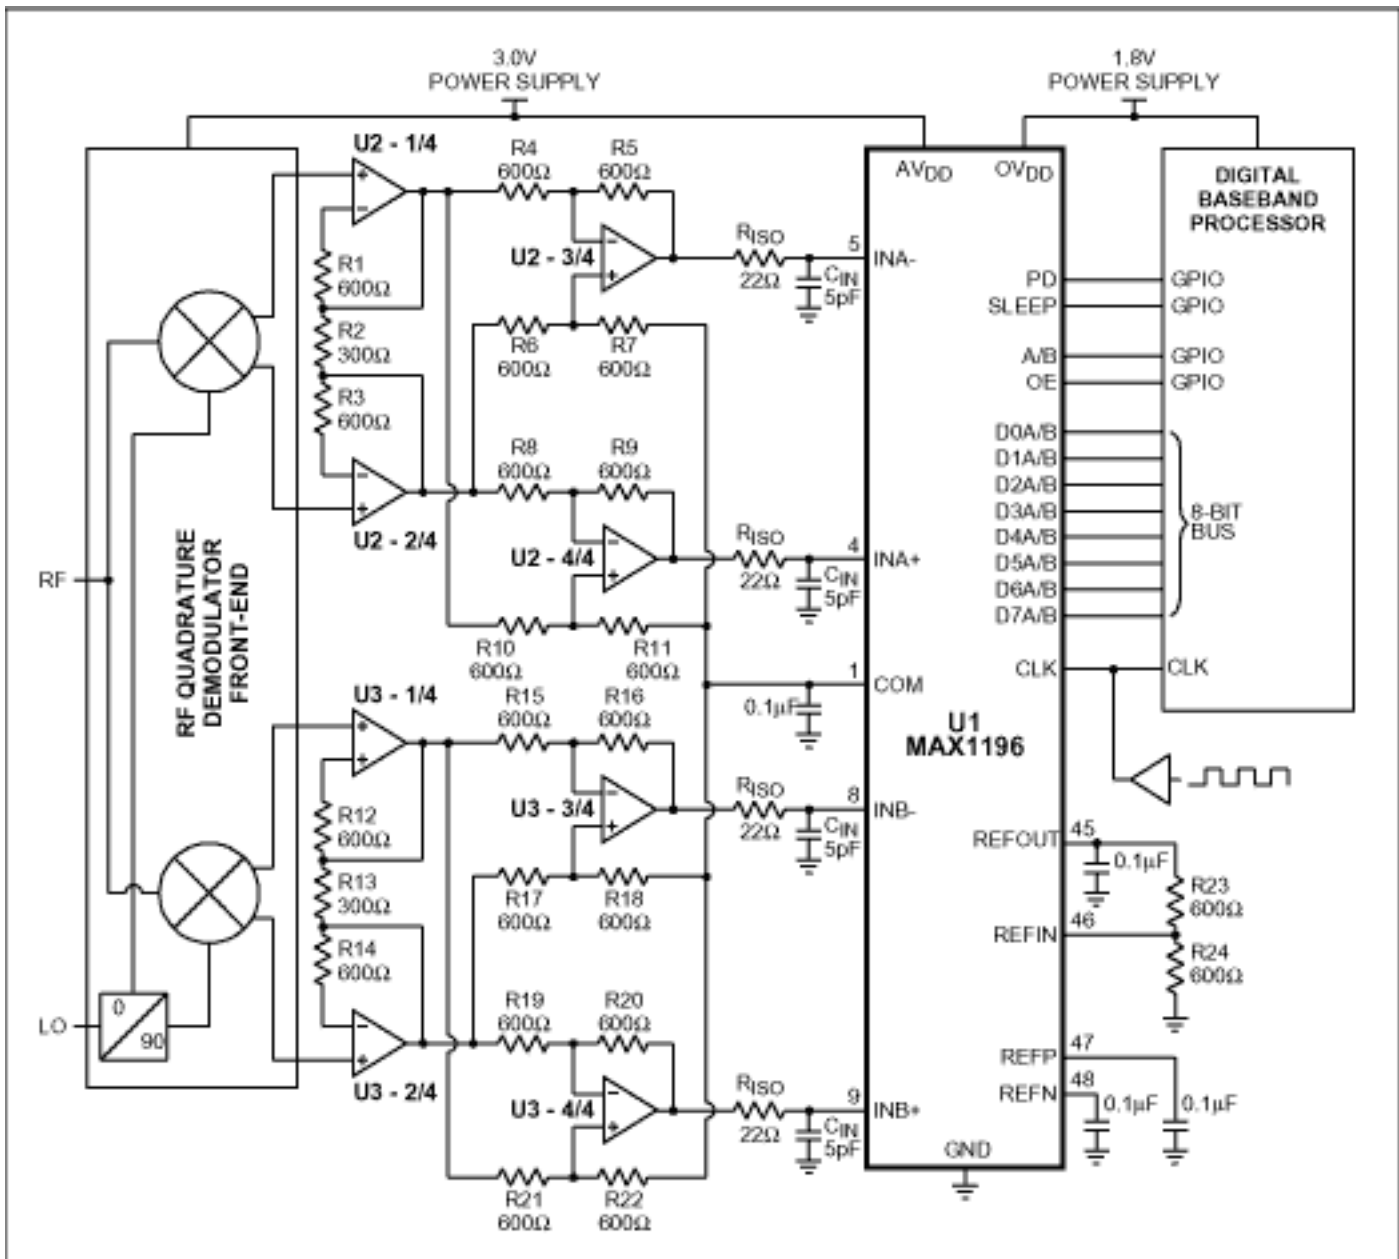 3.0V
POWER SUPPLY
1.8V
POWER SUPPLY
RF QUADRATURE
DEMODULATOR
FRONT-END
RF
LO
0
90
U2 - 1/4
+
-
R1
600Ω
R2
300Ω
R3
600Ω
-
+
U2 - 2/4
R4
600Ω
R5
600Ω
U2 - 3/4
-
+
R6
600Ω
R7
600Ω
R8
600Ω
R9
600Ω
U2 - 4/4
-
+
R10
600Ω
R11
600Ω
RISO
22Ω
5
CIN
5pF
RISO
22Ω
4
CIN
5pF
1
0.1µF
U3 - 1/4
+
+
R12
600Ω
R13
300Ω
R14
600Ω
-
+
U3 - 2/4
R15
600Ω
R16
600Ω
U3 - 3/4
-
+
R17
600Ω
R18
600Ω
R19
600Ω
R20
600Ω
U3 - 4/4
-
+
R21
600Ω
R22
600Ω
RISO
22Ω
8
CIN
5pF
RISO
22Ω
9
CIN
5pF
AVDD
OVDD
INA-
INA+
COM
INB-
INB+
U1
MAX1196
GND
PD
SLEEP
A/B
OE
D0A/B
D1A/B
D2A/B
D3A/B
D4A/B
D5A/B
D6A/B
D7A/B
CLK
REFOUT
REFIN
REFP
REFN
DIGITAL
BASEBAND
PROCESSOR
GPIO
GPIO
GPIO
GPIO
8-BIT
BUS
CLK
45
0.1µF
R23
600Ω
46
R24
600Ω
47
48
0.1µF
0.1µF